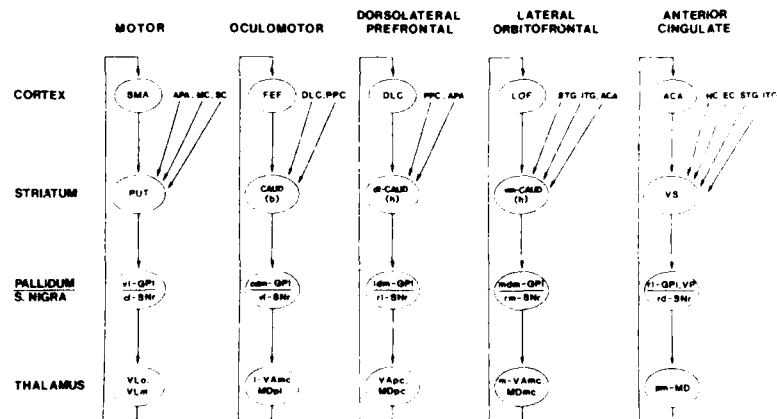 MOTOR OCULOMOTOR DORSOLATERAL PREFRONTAL LATERAL ORBITOFRONTAL ANTERIOR CINGULATE
CORTEX SMA APA, MC, SC FEF DLC, PPC DLC PPC, APA LOF STG, ITG, ACA ACA HC, EC, STG, ITG
STRIATUM PUT CAUD (b) dl-CAUD (h) vm-CAUD (h) VS
PALLIDUM S. NIGRA vl-GPi cl-SNr cdm-GPi vl-SNr ldm-GPi rl-SNr mdm-GPi rm-SNr rl-GPi, VP rd-SNr
THALAMUS VLo, VLm l-VAmc MDpl VApc, MDpc m-VAmc, MDmc pm-MD